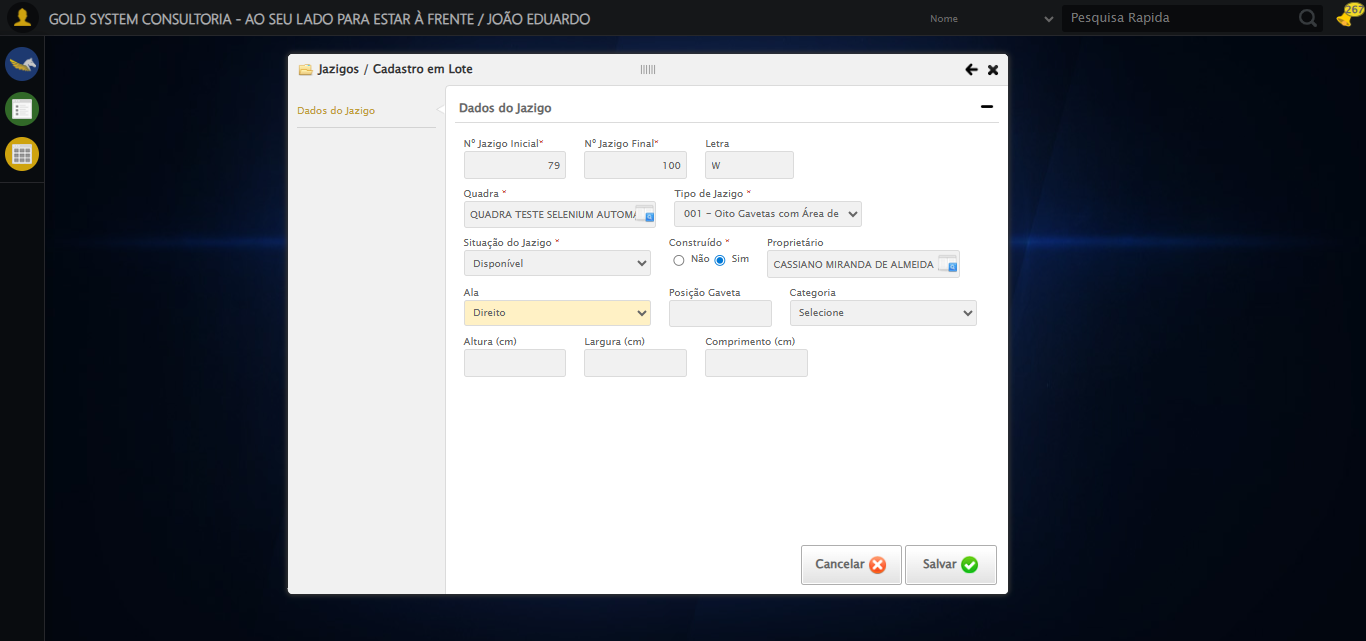 GOLD SYSTEM CONSULTORIA - AO SEU LADO PARA ESTAR À FRENTE / JOÃO EDUARDO
Nome
Pesquisa Rapida
267
Jazigos / Cadastro em Lote
Dados do Jazigo
Dados do Jazigo
Nº Jazigo Inicial* Nº Jazigo Final* Letra
79 100 W
Quadra * Tipo de Jazigo *
QUADRA TESTE SELENIUM 001 - Oito Gavetas com Área de
Situação do Jazigo * Construído * Proprietário
Disponível Não Sim CASSIANO MIRANDA DE ALMEIDA
Ala Posição Gaveta Categoria
Direito Selecione
Altura (cm) Largura (cm) Comprimento (cm)
Cancelar Salvar